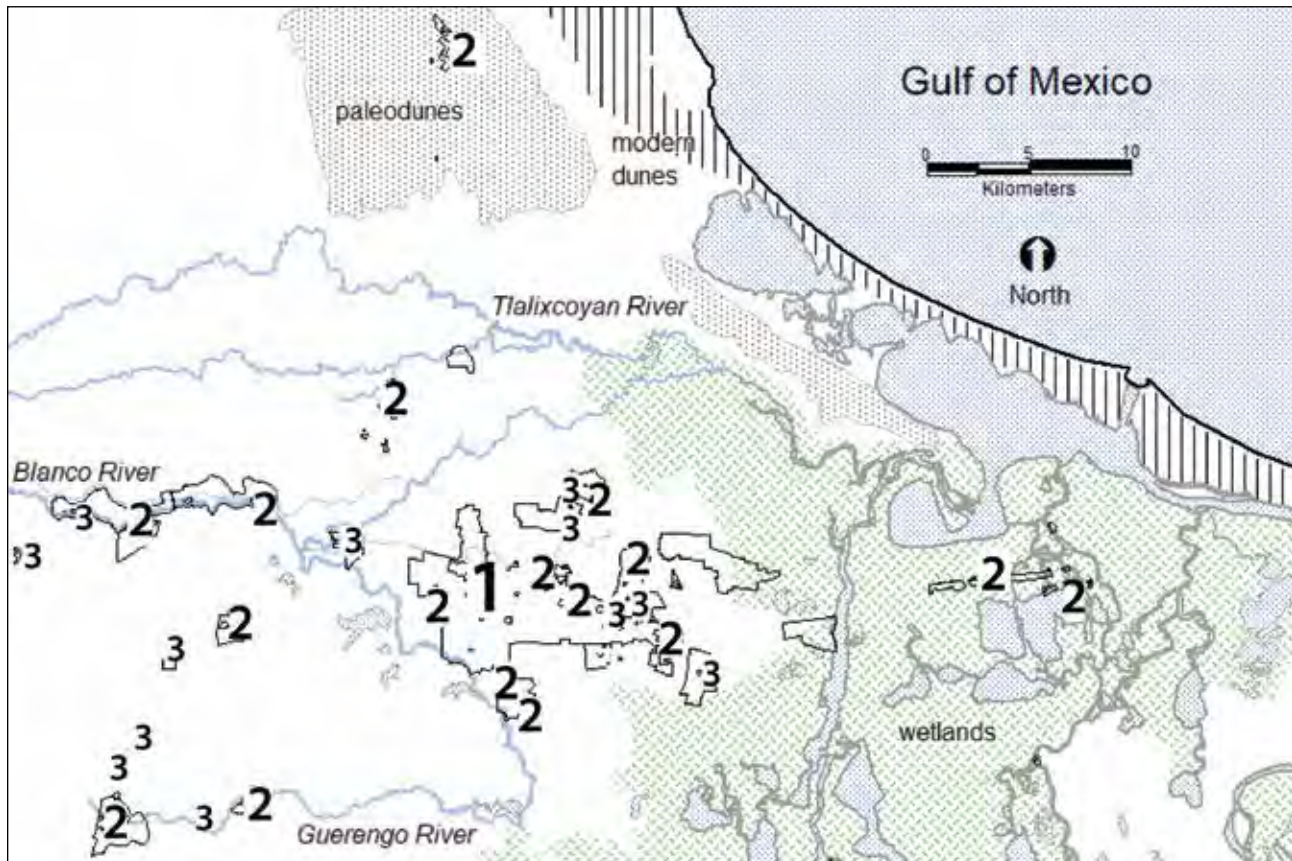 2
Gulf of Mexico
paleodunes
modern
dunes
0 5 10
Kilometers
North
Tlalixcoyan River
2
Blanco River
3 2 2
3 2
3
3
3
2 1 2 2
2 2
2 3 3 2
2
3 2
3
2
2
wetlands
3
3
2 3 2
Guerengo River